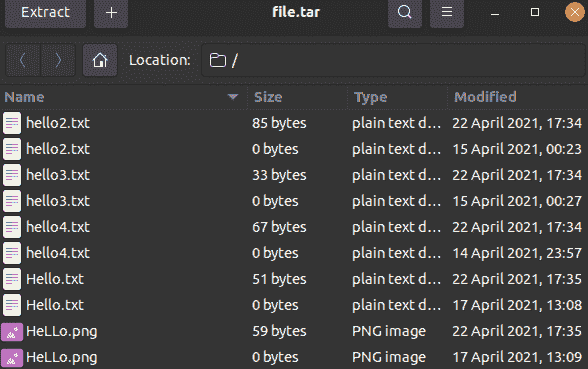 Extract + file.tar
Location: /
Name Size Type Modified
hello2.txt 85 bytes plain text d... 22 April 2021, 17:34
hello2.txt 0 bytes plain text d... 15 April 2021, 00:23
hello3.txt 33 bytes plain text d... 22 April 2021, 17:34
hello3.txt 0 bytes plain text d... 15 April 2021, 00:27
hello4.txt 67 bytes plain text d... 22 April 2021, 17:34
hello4.txt 0 bytes plain text d... 14 April 2021, 23:57
Hello.txt 51 bytes plain text d... 22 April 2021, 17:35
Hello.txt 0 bytes plain text d... 17 April 2021, 13:08
HeLLo.png 59 bytes PNG image 22 April 2021, 17:35
HeLLo.png 0 bytes PNG image 17 April 2021, 13:09